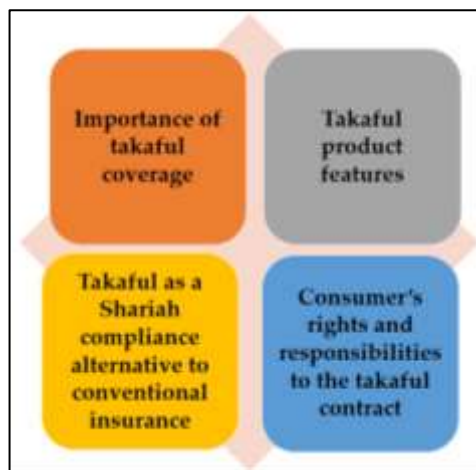 Importance of
takaful
coverage
Takaful
product
features
Takaful as a
Shariah
compliance
alternative to
conventional
insurance
Consumer's
rights and
responsibilities
to the takaful
contract